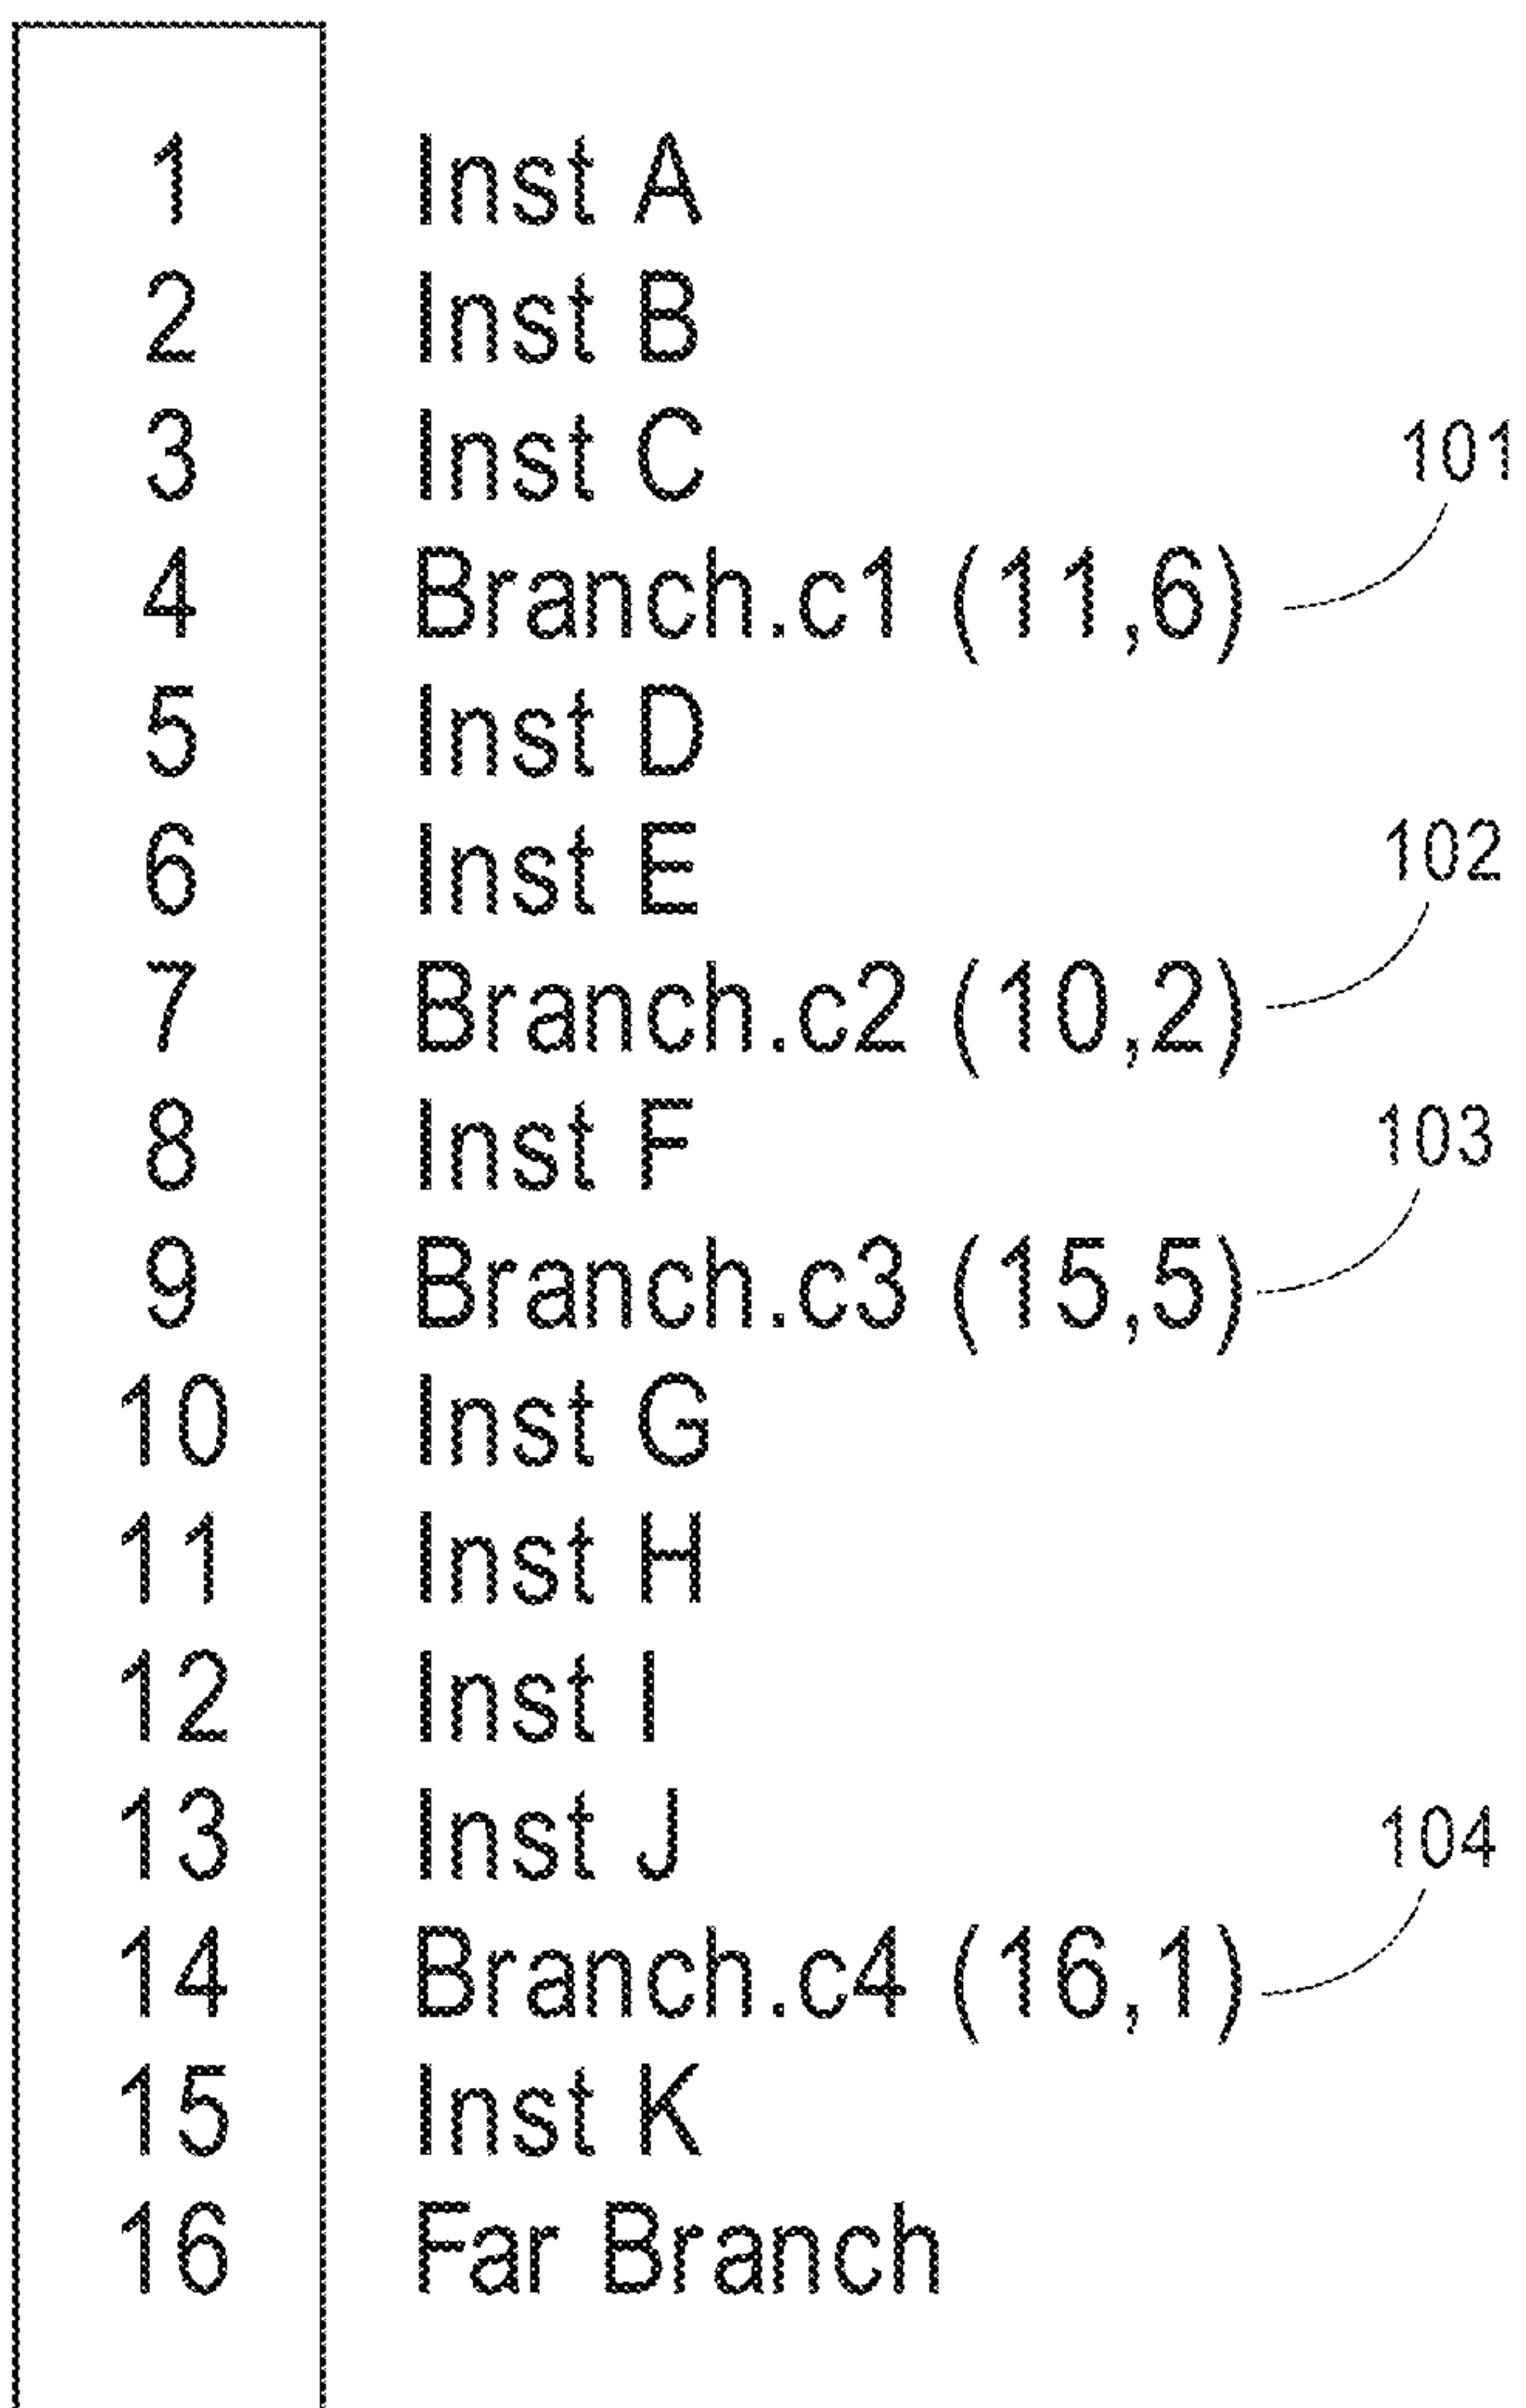 1 Inst A
2 Inst B
3 Inst C
101
4 Branch.c1 (11,6)
5 Inst D
6 Inst E
102
7 Branch.c2 (10,2)
8 Inst F
103
9 Branch.c3 (15,5)
10 Inst G
11 Inst H
12 Inst I
13 Inst J
104
14 Branch.c4 (16,1)
15 Inst K
16 Far Branch